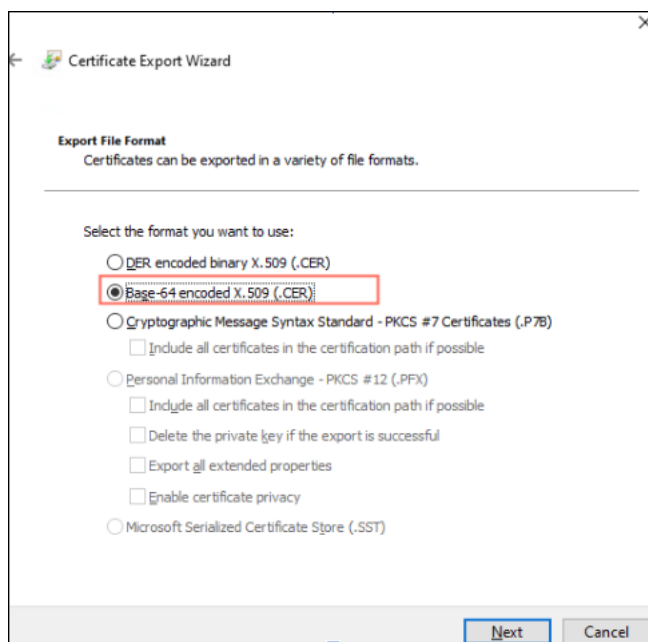 Certificate Export Wizard
Export File Format
Certificates can be exported in a variety of file formats.
Select the format you want to use:
DER encoded binary X.509 (.CER)
Base-64 encoded X.509 (.CER)
Cryptographic Message Syntax Standard - PKCS #7 Certificates (.P7B)
Include all certificates in the certification path if possible
Personal Information Exchange - PKCS #12 (.PFX)
Include all certificates in the certification path if possible
Delete the private key if the export is successful
Export all extended properties
Enable certificate privacy
Microsoft Serialized Certificate Store (.SST)
Next Cancel